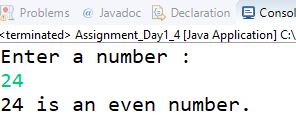 Problems @ Javadoc Declaration Consol
<terminated> Assignment_Day1_4 [Java Application] C:\
Enter a number :
24
24 is an even number.